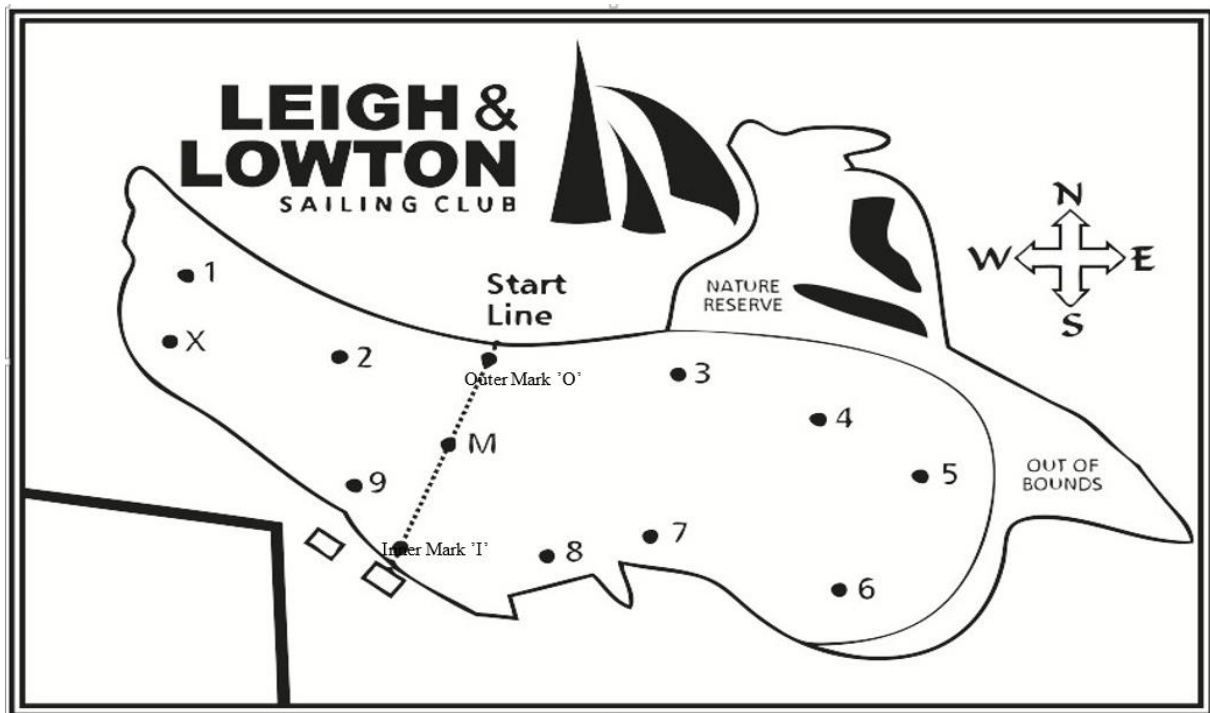 LEIGH &
LOWTON
SAILING CLUB
N
W E
S
1
X
2
Start
Line
Outer Mark 'O'
M
NATURE
RESERVE
3
4
5
OUT OF
BOUNDS
9
Inner Mark 'I'
8
7
6